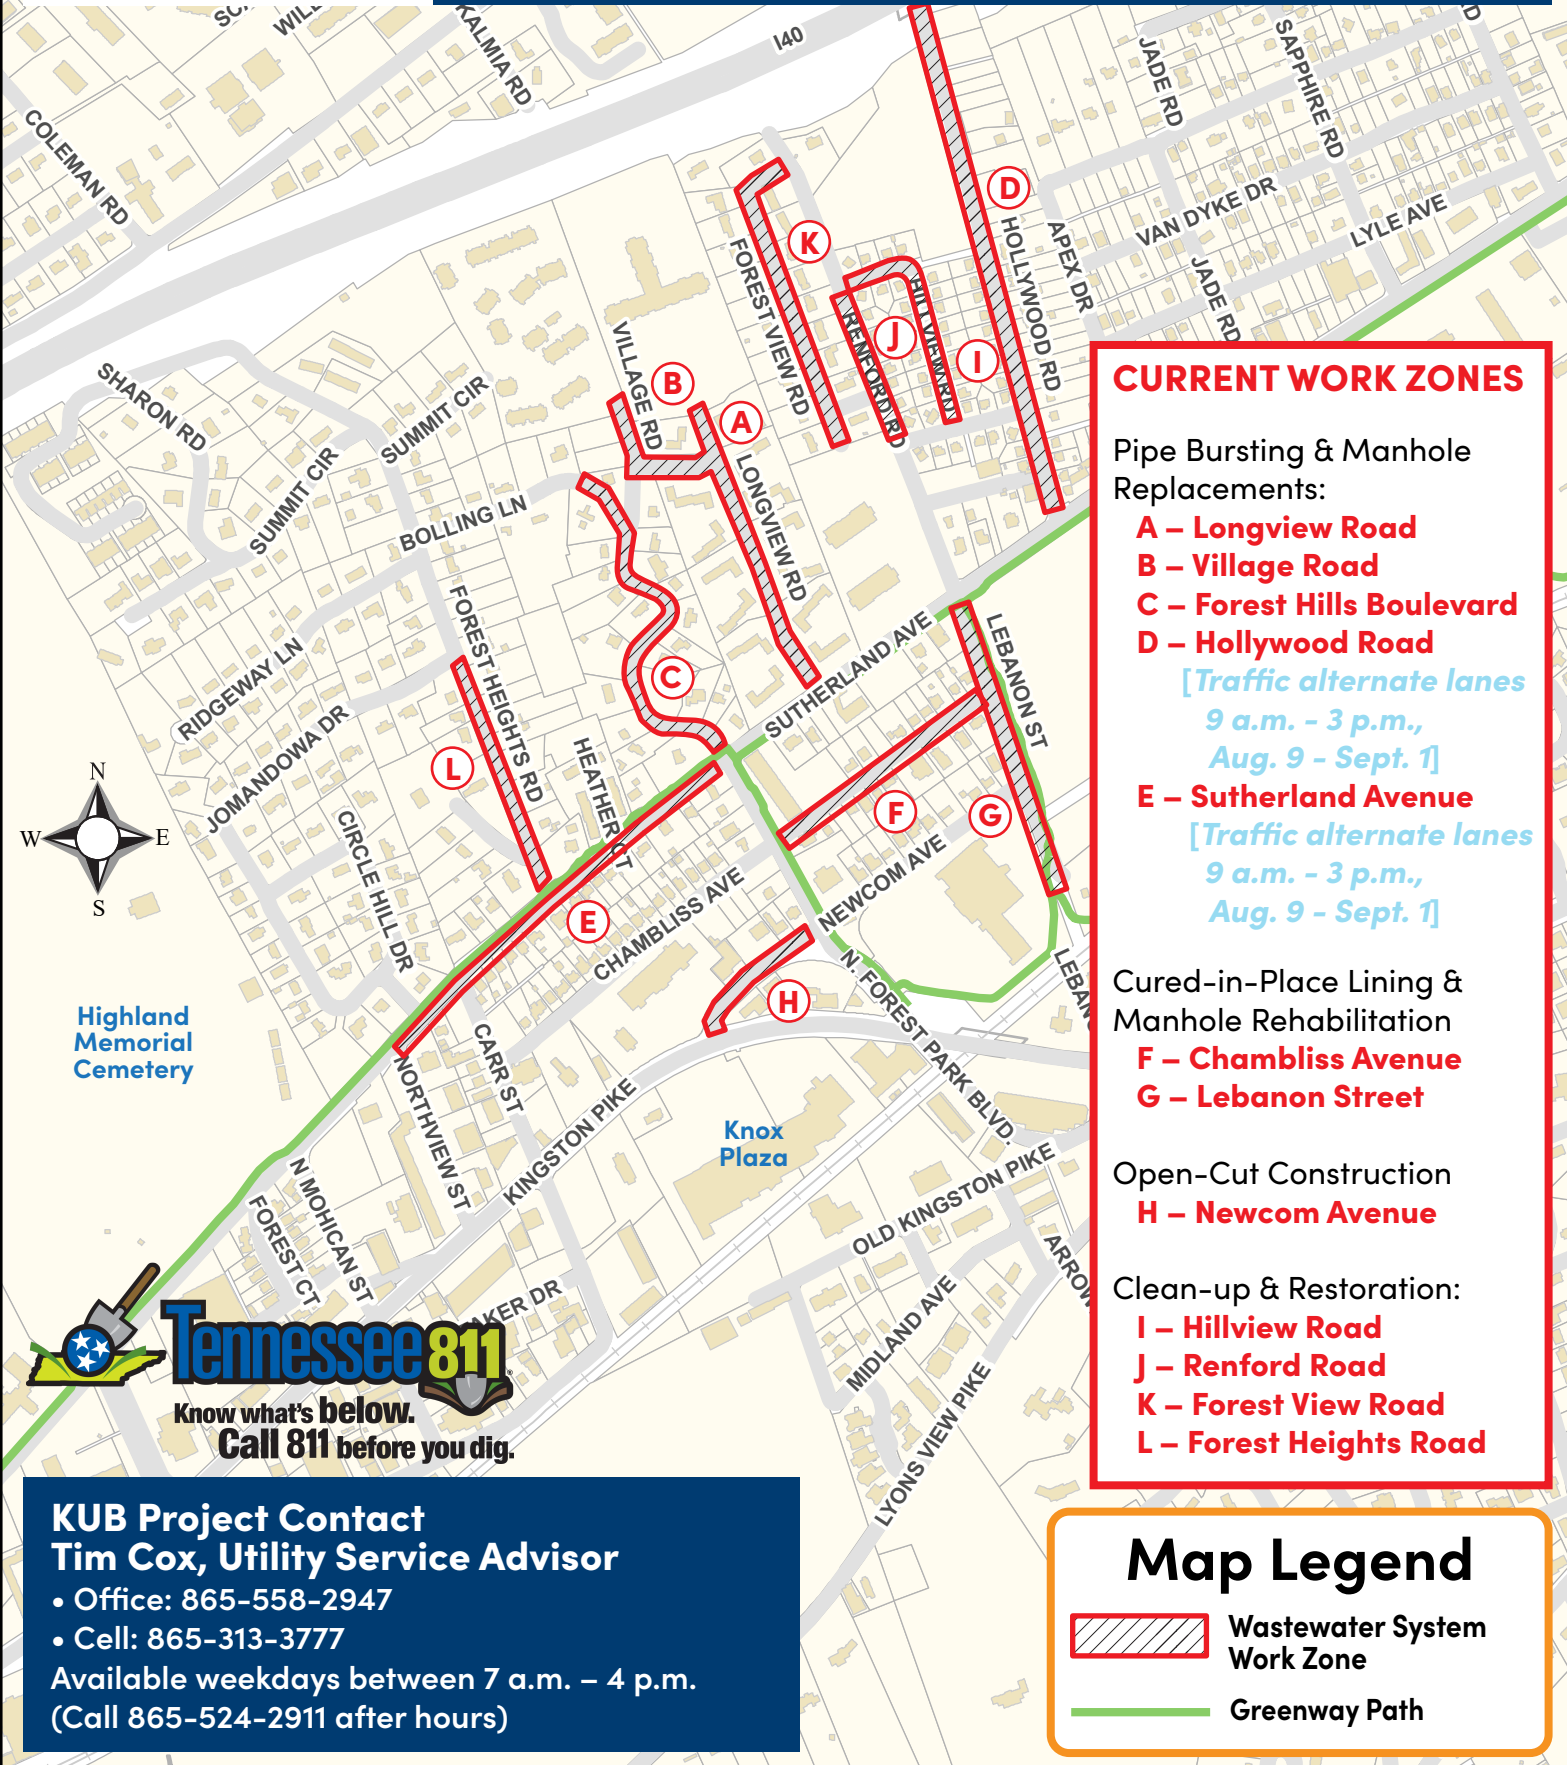 I40
KALMIA RD
COLEMAN RD
JADE RD
SAPPHIRE RD
VAN DYKE DR
LYLE AVE
APEX DR
JADE RD
HOLLYWOOD RD
D
K
FOREST VIEW RD
J
HILLVIEW RD
RENFORD RD
I
VILLAGE RD
B
A
LONGVIEW RD
SHARON RD
SUMMIT CIR
SUMMIT CIR
BOLLING LN
FOREST HEIGHTS RD
RIDGEWAY LN
JOMANDOWA DR
C
SUTHERLAND AVE
LEBANON ST
L
HEATHER CT
F
G
CIRCLE HILL DR
E
CHAMBLISS AVE
NEWCOM AVE
H
N. FOREST PARK BLVD.
N
W
E
S
Highland
Memorial
Cemetery
CARR ST
NORTHVIEW ST
KINGSTON PIKE
Knox
Plaza
N MOHICAN ST
FOREST CT
OLD KINGSTON PIKE
MIDLAND AVE
LYONS VIEW PIKE
CURRENT WORK ZONES
Pipe Bursting & Manhole
Replacements:
A – Longview Road
B – Village Road
C – Forest Hills Boulevard
D – Hollywood Road
[Traffic alternate lanes
9 a.m. - 3 p.m.,
Aug. 9 - Sept. 1]
E – Sutherland Avenue
[Traffic alternate lanes
9 a.m. - 3 p.m.,
Aug. 9 - Sept. 1]
Cured-in-Place Lining &
Manhole Rehabilitation
F – Chambliss Avenue
G – Lebanon Street
Open-Cut Construction
H – Newcom Avenue
Clean-up & Restoration:
I – Hillview Road
J – Renford Road
K – Forest View Road
L – Forest Heights Road
Tennessee 811
Know what's below.
Call 811 before you dig.
KUB Project Contact
Tim Cox, Utility Service Advisor
• Office: 865-558-2947
• Cell: 865-313-3777
Available weekdays between 7 a.m. – 4 p.m.
(Call 865-524-2911 after hours)
Map Legend
Wastewater System
Work Zone
Greenway Path